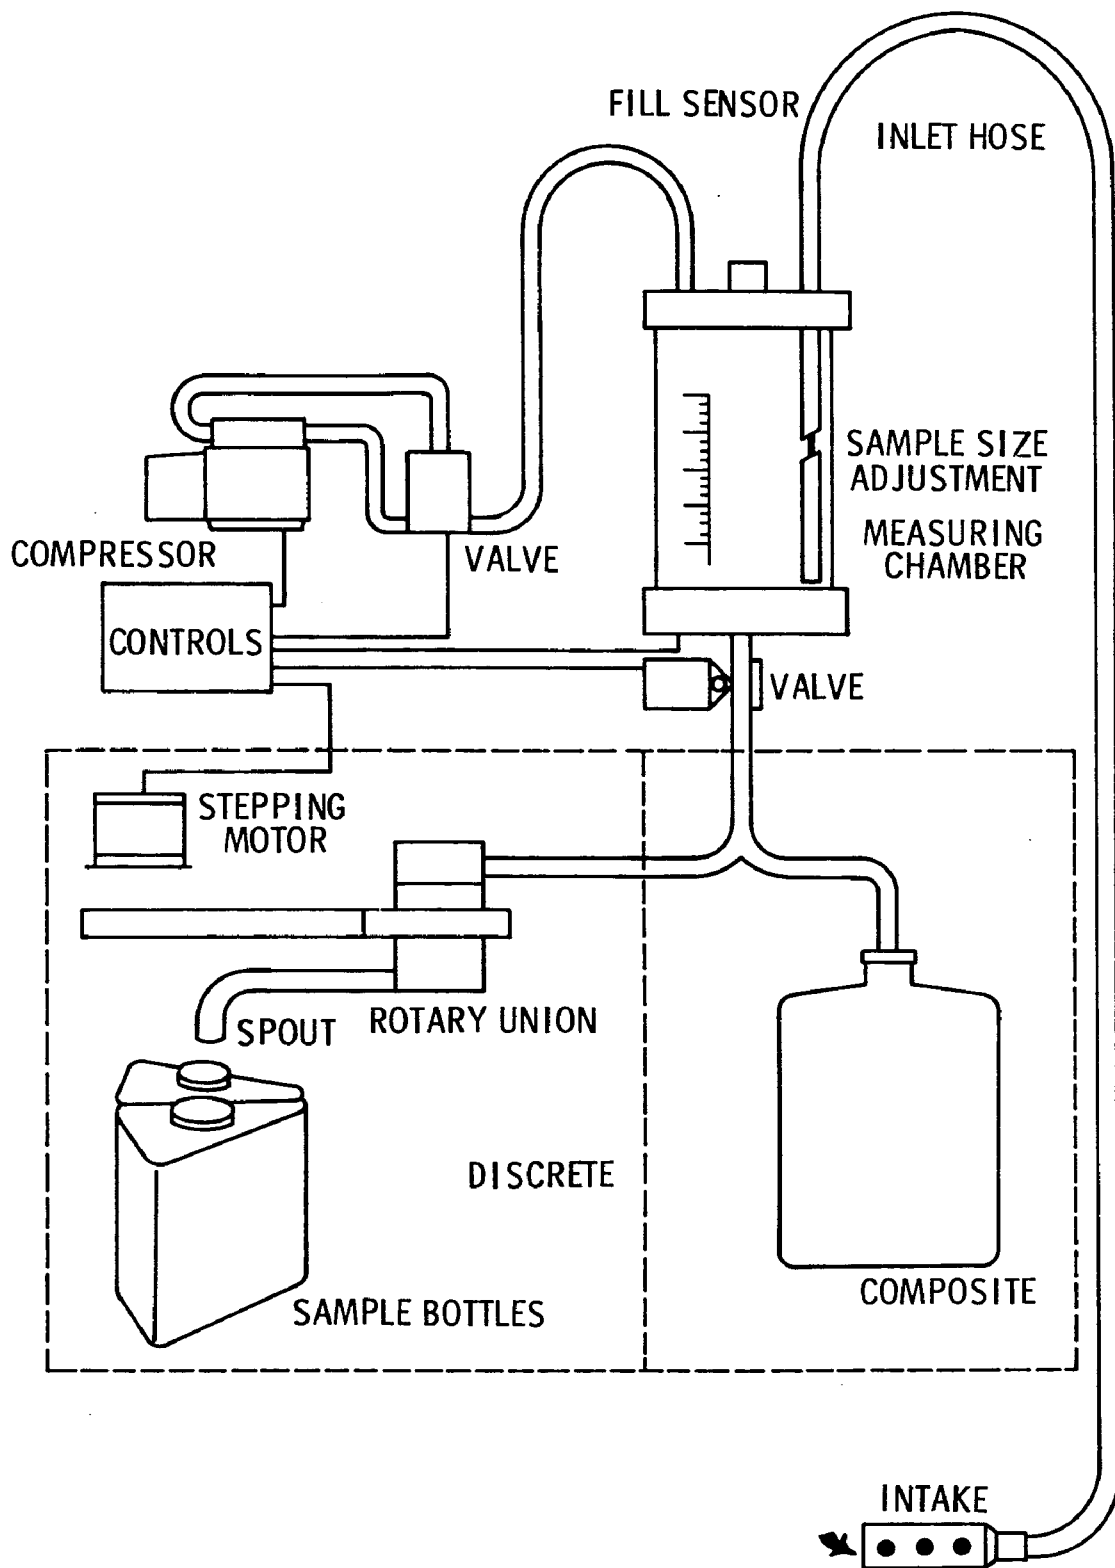 FILL SENSOR
INLET HOSE
SAMPLE SIZE
ADJUSTMENT
MEASURING
CHAMBER
COMPRESSOR
VALVE
CONTROLS
VALVE
STEPPING
MOTOR
ROTARY UNION
SPOUT
DISCRETE
SAMPLE BOTTLES
COMPOSITE
INTAKE